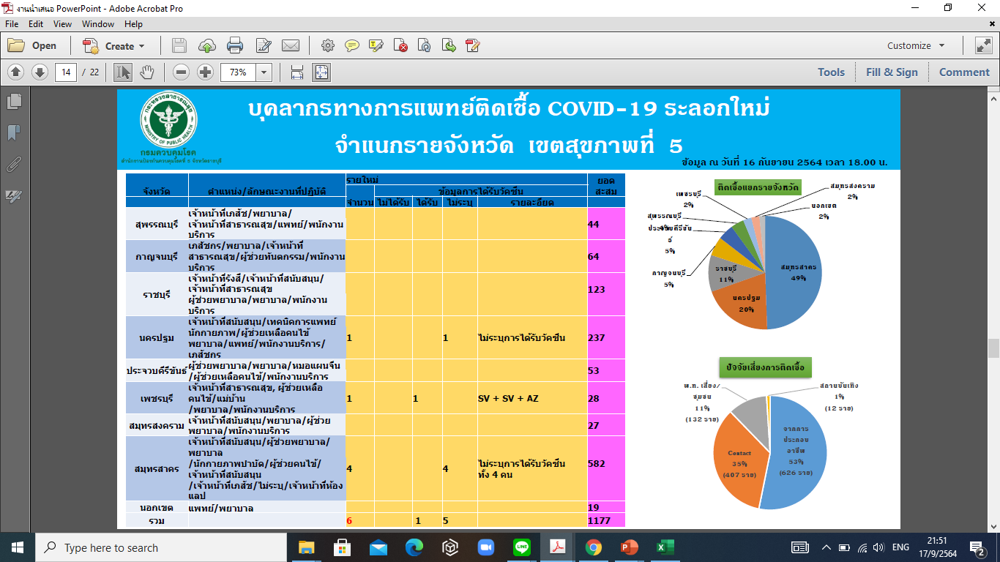 งานนำเสนอ PowerPoint - Adobe Acrobat Pro
File Edit View Window Help
Open Create Customize
14 / 22 73% Tools Fill & Sign Comment
กระทรวงสาธารณสุข
MINISTRY OF PUBLIC HEALTH
กรมควบคุมโรค
สำนักงานป้องกันควบคุมโรคที่ 5 จังหวัดราชบุรี
บุคลากรทางการแพทย์ติดเชื้อ COVID-19 ระลอกใหม่
จำแนกรายจังหวัด เขตสุขภาพที่ 5
ข้อมูล ณ วันที่ 16 กันยายน 2564 เวลา 18.00 น.
จังหวัด ตำแหน่ง/ลักษณะงานที่ปฏิบัติ รายใหม่ ยอด
สะสม
ข้อมูลการได้รับวัคซีน
จำนวน ไม่ได้รับ ได้รับ ไม่ระบุ รายละเอียด
สุพรรณบุรี เจ้าหน้าที่เภสัช/พยาบาล/
เจ้าหน้าที่สาธารณสุข/แพทย์/พนักงาน
บริการ
44
กาญจนบุรี เภสัชกร/พยาบาล/เจ้าหน้าที่
สาธารณสุข/ผู้ช่วยทันตกรรม/พนักงาน
บริการ
64
ราชบุรี เจ้าหน้าที่รังสี/เจ้าหน้าที่สนับสนุน/
เจ้าหน้าที่สาธารณสุข
ผู้ช่วยพยาบาล/พยาบาล/พนักงาน
บริการ
123
นครปฐม เจ้าหน้าที่สนับสนุน/เทคนิคการแพทย์
นักกายภาพ/ผู้ช่วยเหลือคนไข้
พยาบาล/แพทย์/พนักงานบริการ/
เภสัชกร
1 1 ไม่ระบุการได้รับวัคซีน 237
ประจวบคีรีขันธ์ ผู้ช่วยพยาบาล/พยาบาล/หมอแผนจีน
/ผู้ช่วยเหลือคนไข้/พนักงานบริการ
53
เพชรบุรี เจ้าหน้าที่สาธารณสุข, ผู้ช่วยเหลือ
คนไข้/แม่บ้าน
/พยาบาล/พนักงานบริการ
1 1 SV + SV + AZ 28
สมุทรสงคราม เจ้าหน้าที่สนับสนุน/พยาบาล/ผู้ช่วย
พยาบาล/พนักงานบริการ
27
สมุทรสาคร เจ้าหน้าที่สนับสนุน/ผู้ช่วยพยาบาล/
พยาบาล
/นักกายภาพบำบัด/ผู้ช่วยคนไข้/
เจ้าหน้าที่สนับสนุน
/เจ้าหน้าที่เภสัช/ไม่ระบุ/เจ้าหน้าที่ห้อง
แลป
4 4 ไม่ระบุการได้รับวัคซีน
ทั้ง 4 คน
582
นอกเขต แพทย์/พยาบาล 19
รวม 6 1 5 1177
ติดเชื้อแยกรายจังหวัด
สมุทรสงคราม
2%
เพชรบุรี
2%
นอกเขต
2%
สุพรรณบุรี
4%
ประจวบคีรีขัน
ธ์
5%
กาญจนบุรี
5%
ราชบุรี
11%
นครปฐม
20%
สมุทรสาคร
49%
ปัจจัยเสี่ยงการติดเชื้อ
พ.ท. เสี่ยง/
ชุมชน
11%
(132 ราย)
สถานบันเทิง
1%
(12 ราย)
จากการ
ประกอบ
อาชีพ
53%
(626 ราย)
Contact
35%
(407 ราย)
Type here to search
ENG
21:51
17/9/2564
2